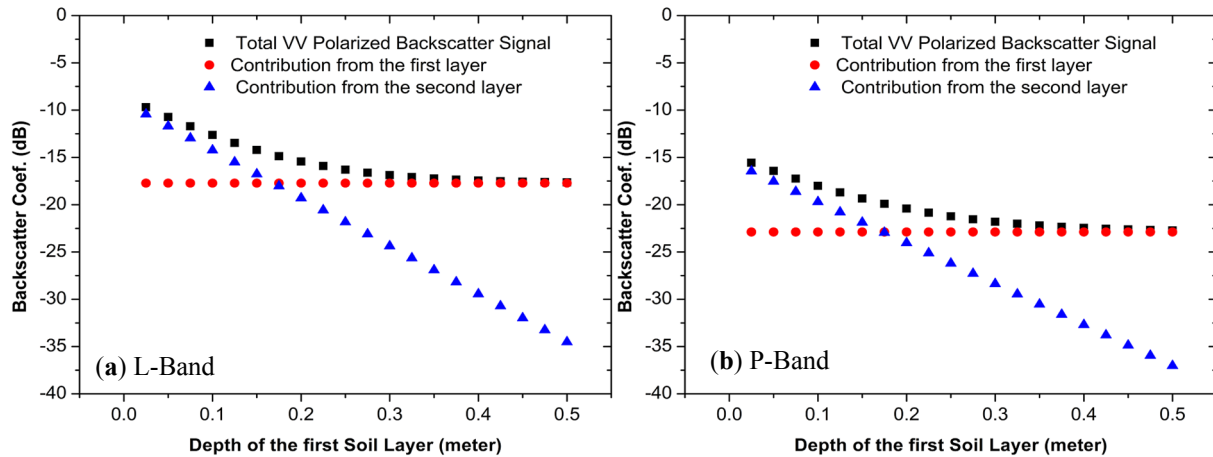 0
-5
-10
-15
-20
-25
-30
-35
-40
Backscatter Coef. (dB)
Total VV Polarized Backscatter Signal
Contribution from the first layer
Contribution from the second layer
(a) L-Band
0.0 0.1 0.2 0.3 0.4 0.5
Depth of the first Soil Layer (meter)
0
-5
-10
-15
-20
-25
-30
-35
-40
Backscatter Coef. (dB)
Total VV Polarized Backscatter Signal
Contribution from the first layer
Contribution from the second layer
(b) P-Band
0.0 0.1 0.2 0.3 0.4 0.5
Depth of the first Soil Layer (meter)